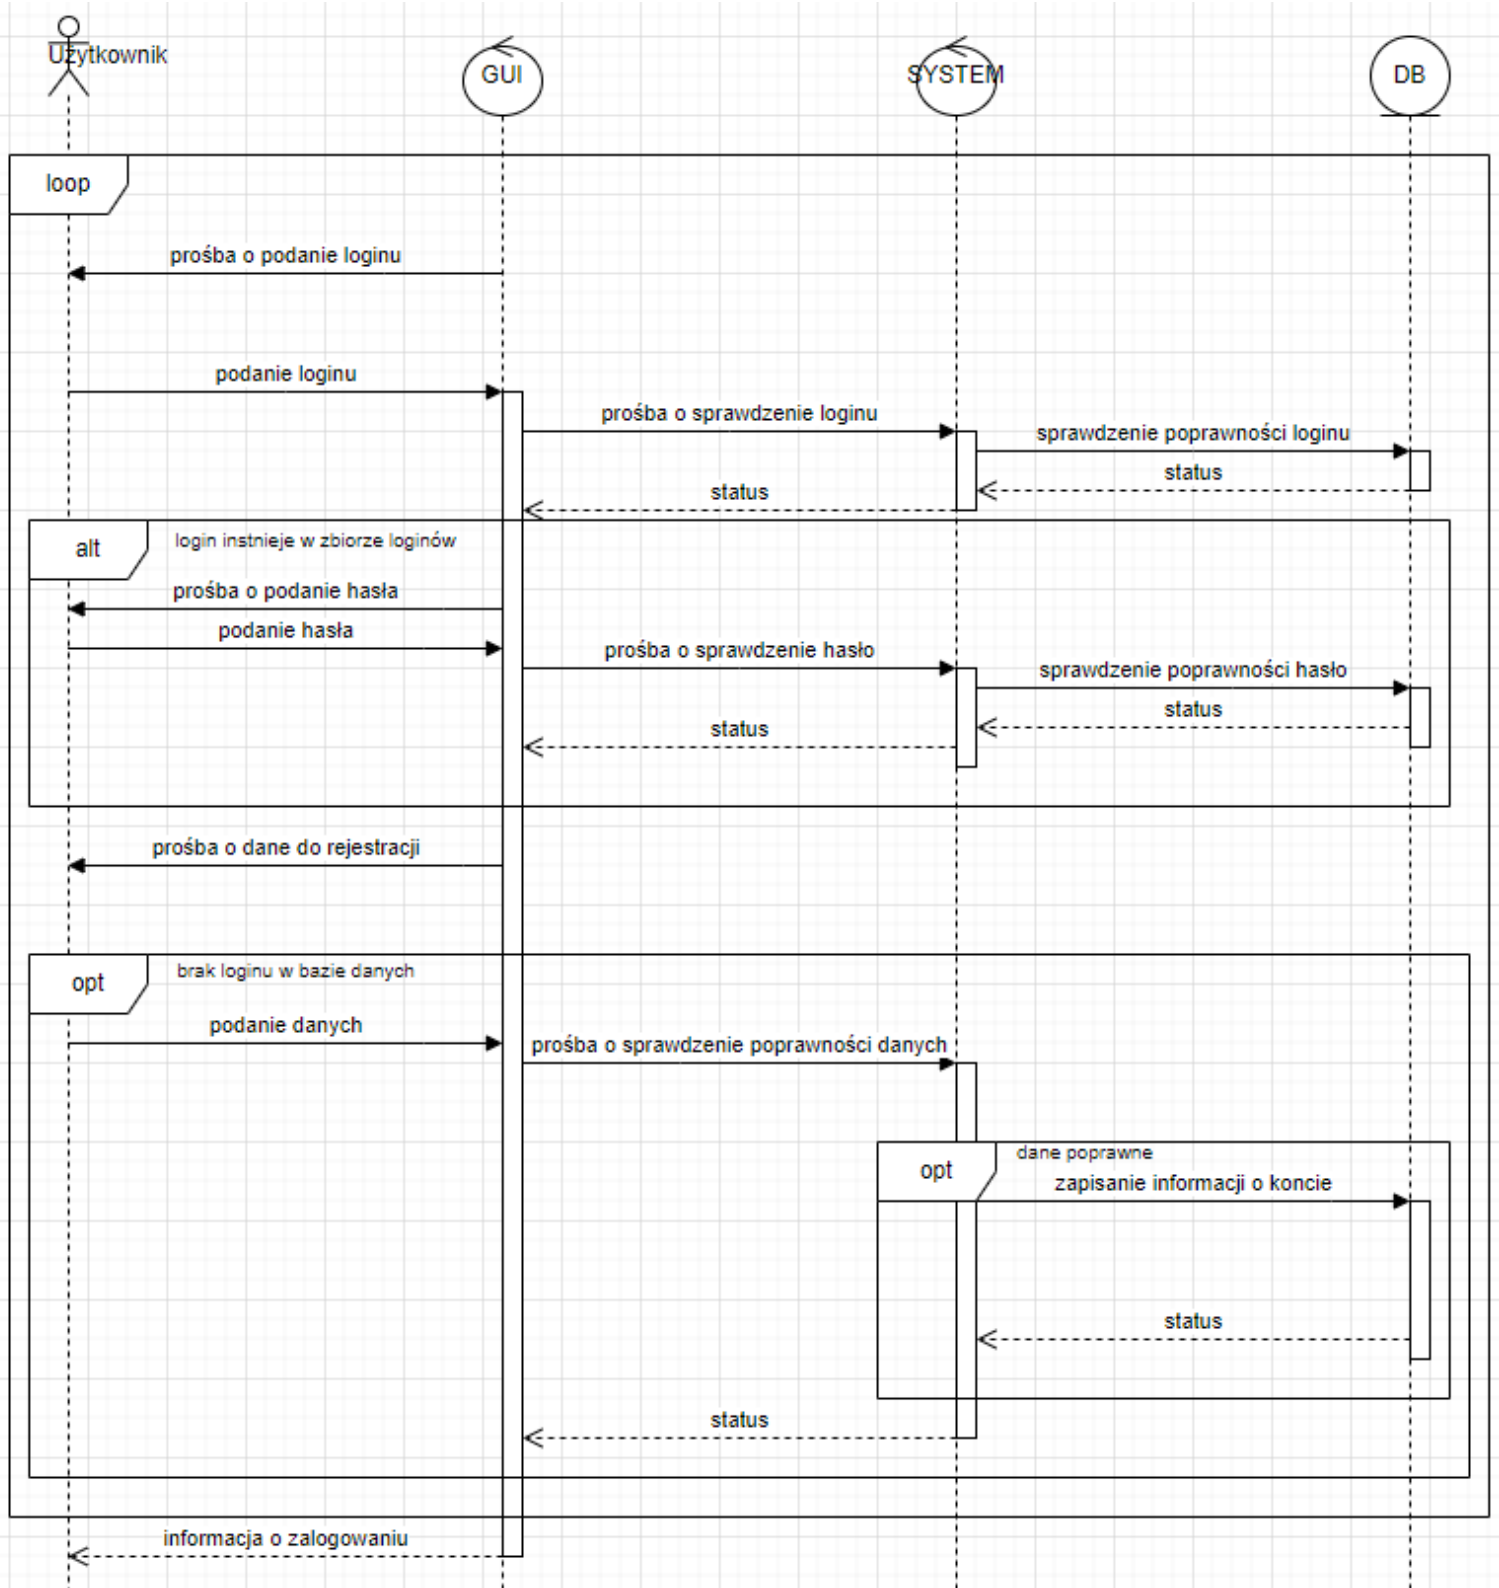 Użytkownik
GUI
SYSTEM
DB
loop
prośba o podanie loginu
podanie loginu
prośba o sprawdzenie loginu
sprawdzenie poprawności loginu
status
status
alt
login instnieje w zbiorze loginów
prośba o podanie hasła
podanie hasła
prośba o sprawdzenie hasło
sprawdzenie poprawności hasło
status
status
prośba o dane do rejestracji
opt
brak loginu w bazie danych
podanie danych
prośba o sprawdzenie poprawności danych
opt
dane poprawne
zapisanie informacji o koncie
status
status
informacja o zalogowaniu